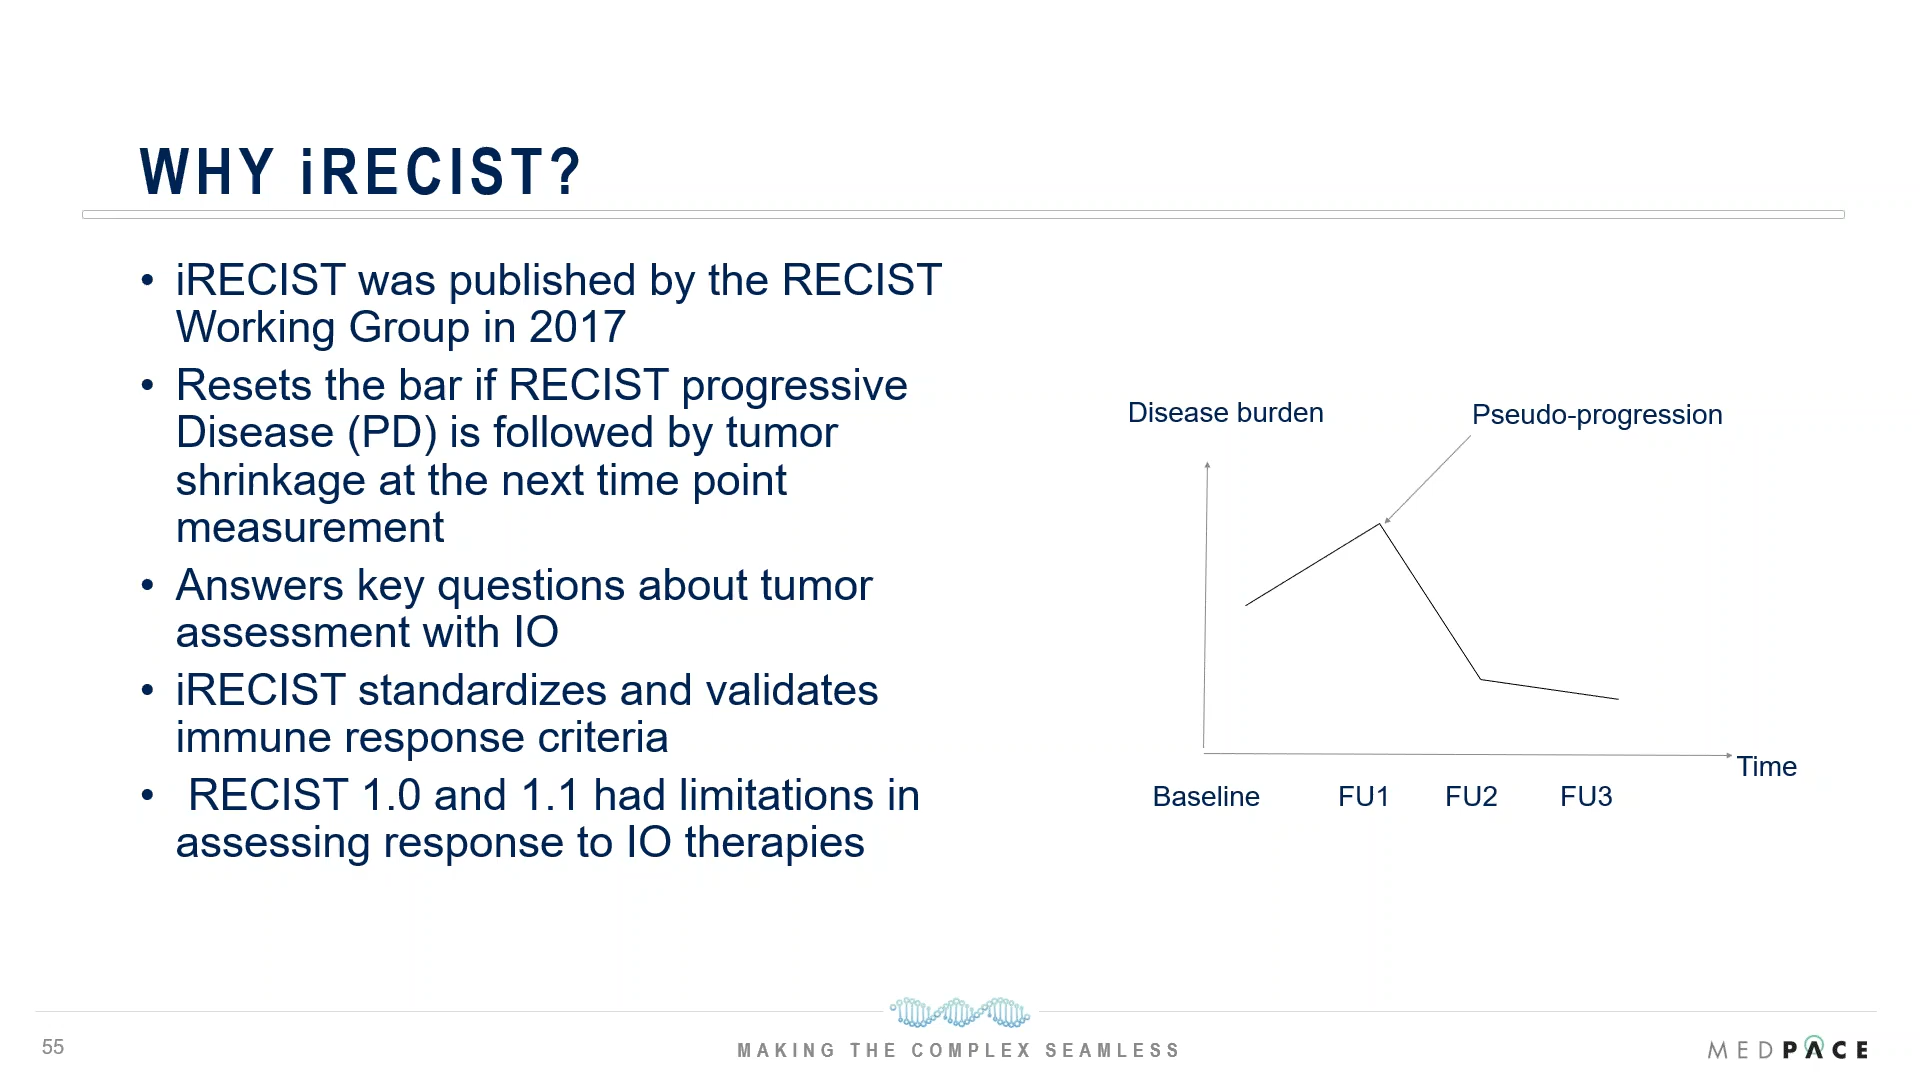 WHY iRECIST?
• iRECIST was published by the RECIST
Working Group in 2017
• Resets the bar if RECIST progressive
Disease (PD) is followed by tumor
shrinkage at the next time point
measurement
• Answers key questions about tumor
assessment with IO
• iRECIST standardizes and validates
immune response criteria
• RECIST 1.0 and 1.1 had limitations in
assessing response to IO therapies
Disease burden
Pseudo-progression
Time
Baseline FU1 FU2 FU3
55
MAKING THE COMPLEX SEAMLESS
MEDPACE